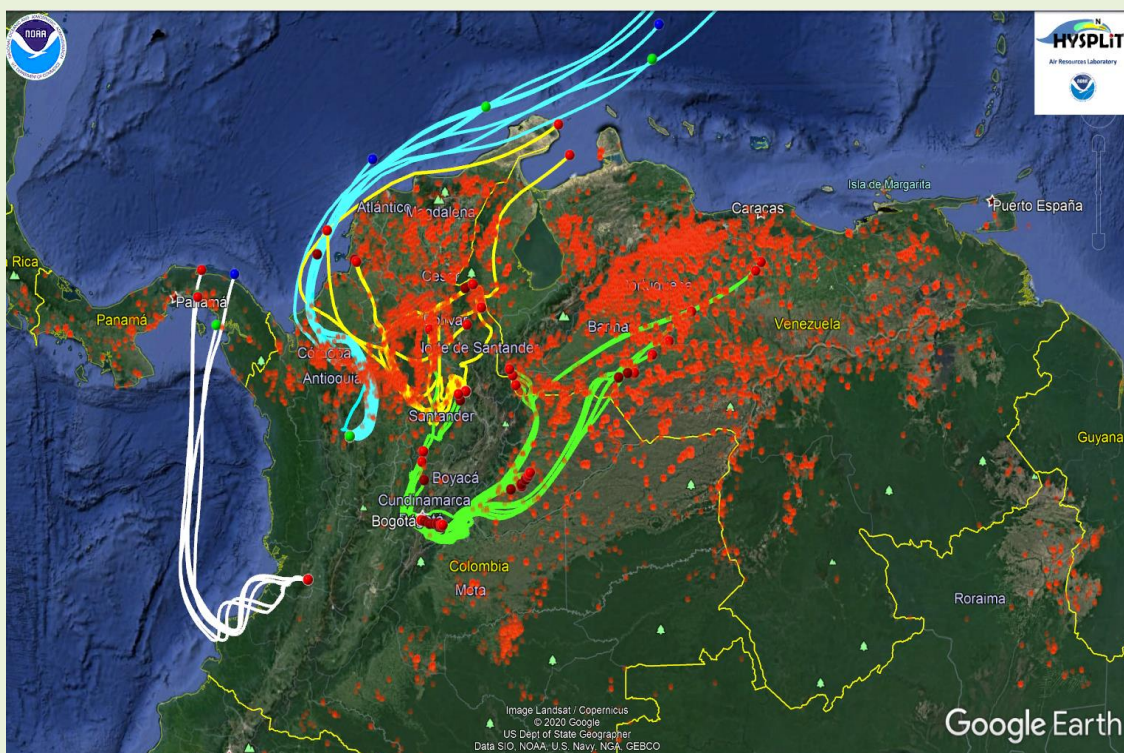 NOAA
N
HYSPLiT
Air Resources Laboratory
Isla de Margarita
Caracas
Puerto España
Atlántico
Magdalena
Rica
Cesar
Panamá
Panamá
Bolívar
Norte de Santander
Barinas
Venezuela
Córdoba
Antioquia
Santander
Guyana
Boyacá
Cundinamarca
Bogotá
Colombia
Meta
Roraima
Image Landsat / Copernicus
© 2020 Google
US Dept of State Geographer
Data SIO, NOAA, U.S. Navy, NGA, GEBCO
Google Earth